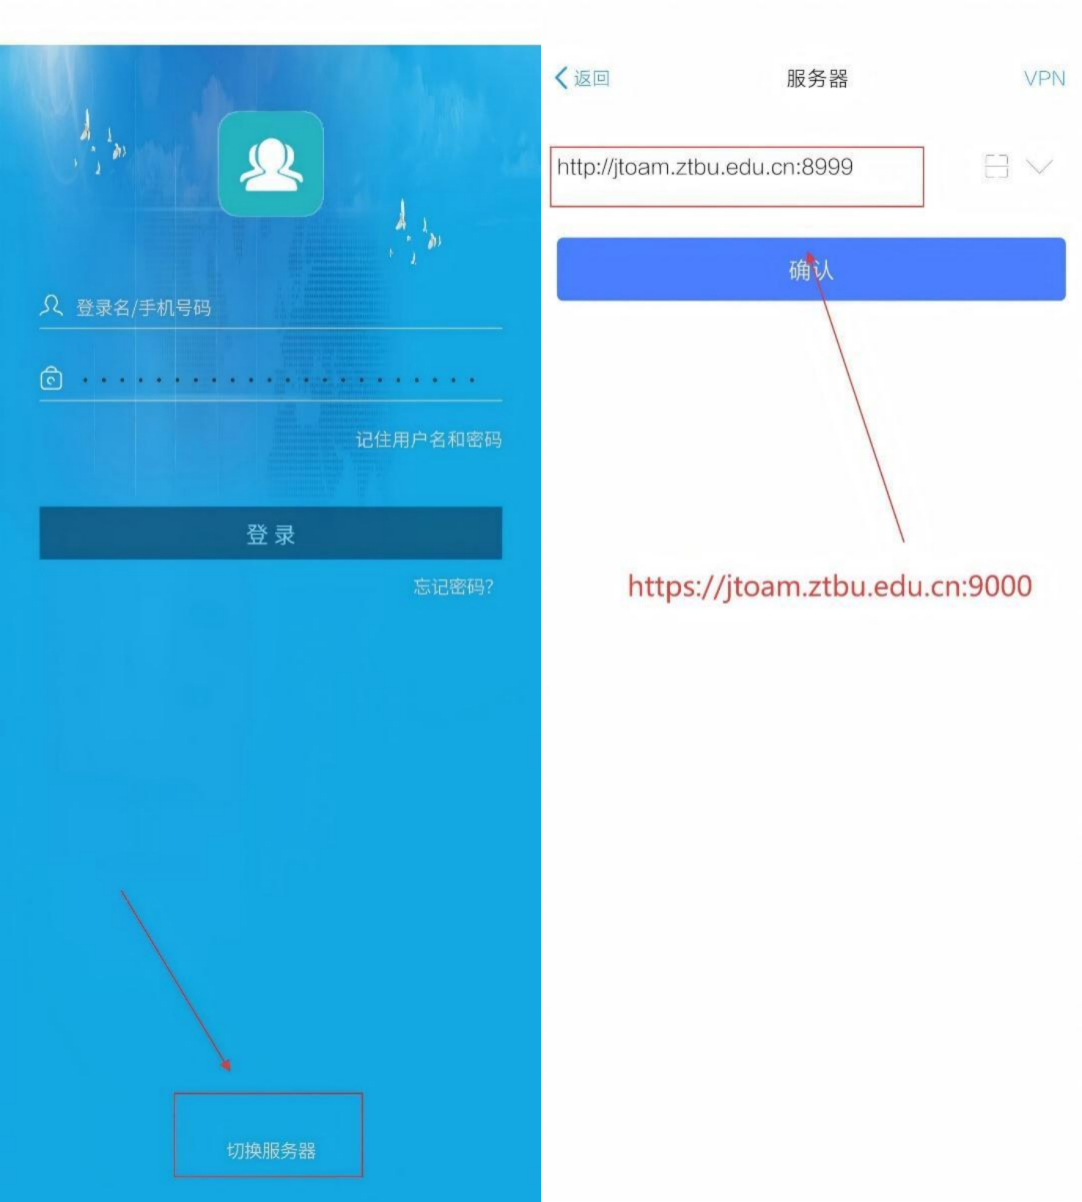 登录名/手机号码
记住用户名和密码
登录
忘记密码?
切换服务器
返回
服务器
VPN
http://jtoam.ztbu.edu.cn:8999
确认
https://jtoam.ztbu.edu.cn:9000